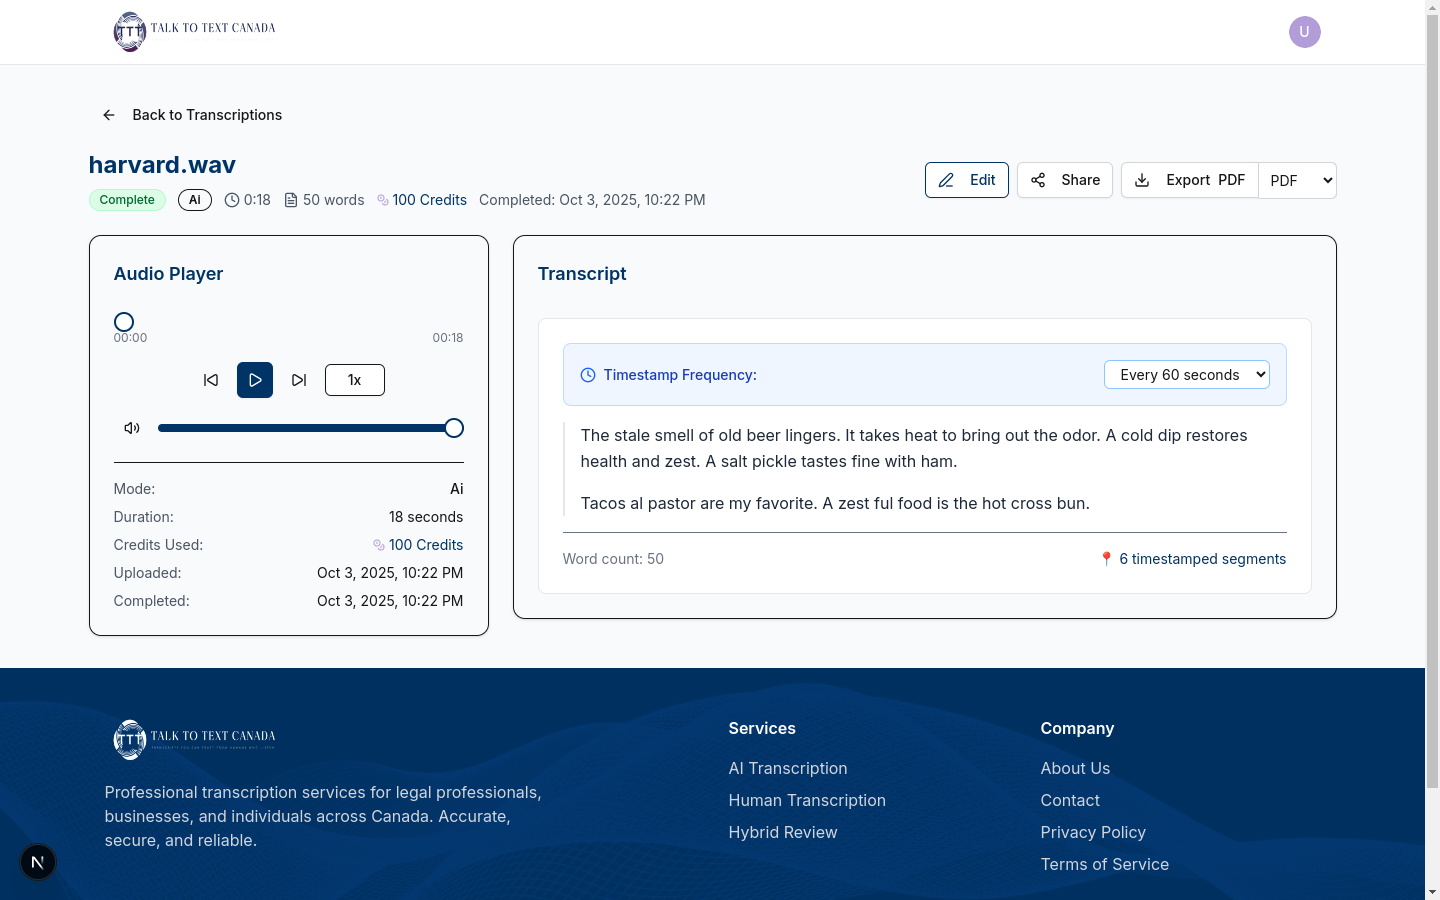 TTT TALK TO TEXT CANADA
U
Back to Transcriptions
harvard.wav
Complete Ai 0:18 50 words 100 Credits Completed: Oct 3, 2025, 10:22 PM
Edit Share Export PDF PDF
Audio Player
00:00 00:18
1x
Mode: Ai
Duration: 18 seconds
Credits Used: 100 Credits
Uploaded: Oct 3, 2025, 10:22 PM
Completed: Oct 3, 2025, 10:22 PM
Transcript
Timestamp Frequency: Every 60 seconds
The stale smell of old beer lingers. It takes heat to bring out the odor. A cold dip restores
health and zest. A salt pickle tastes fine with ham.
Tacos al pastor are my favorite. A zest ful food is the hot cross bun.
Word count: 50 6 timestamped segments
TTT TALK TO TEXT CANADA
Professional transcription services for legal professionals,
businesses, and individuals across Canada. Accurate,
secure, and reliable.
Services
AI Transcription
Human Transcription
Hybrid Review
Company
About Us
Contact
Privacy Policy
Terms of Service
N